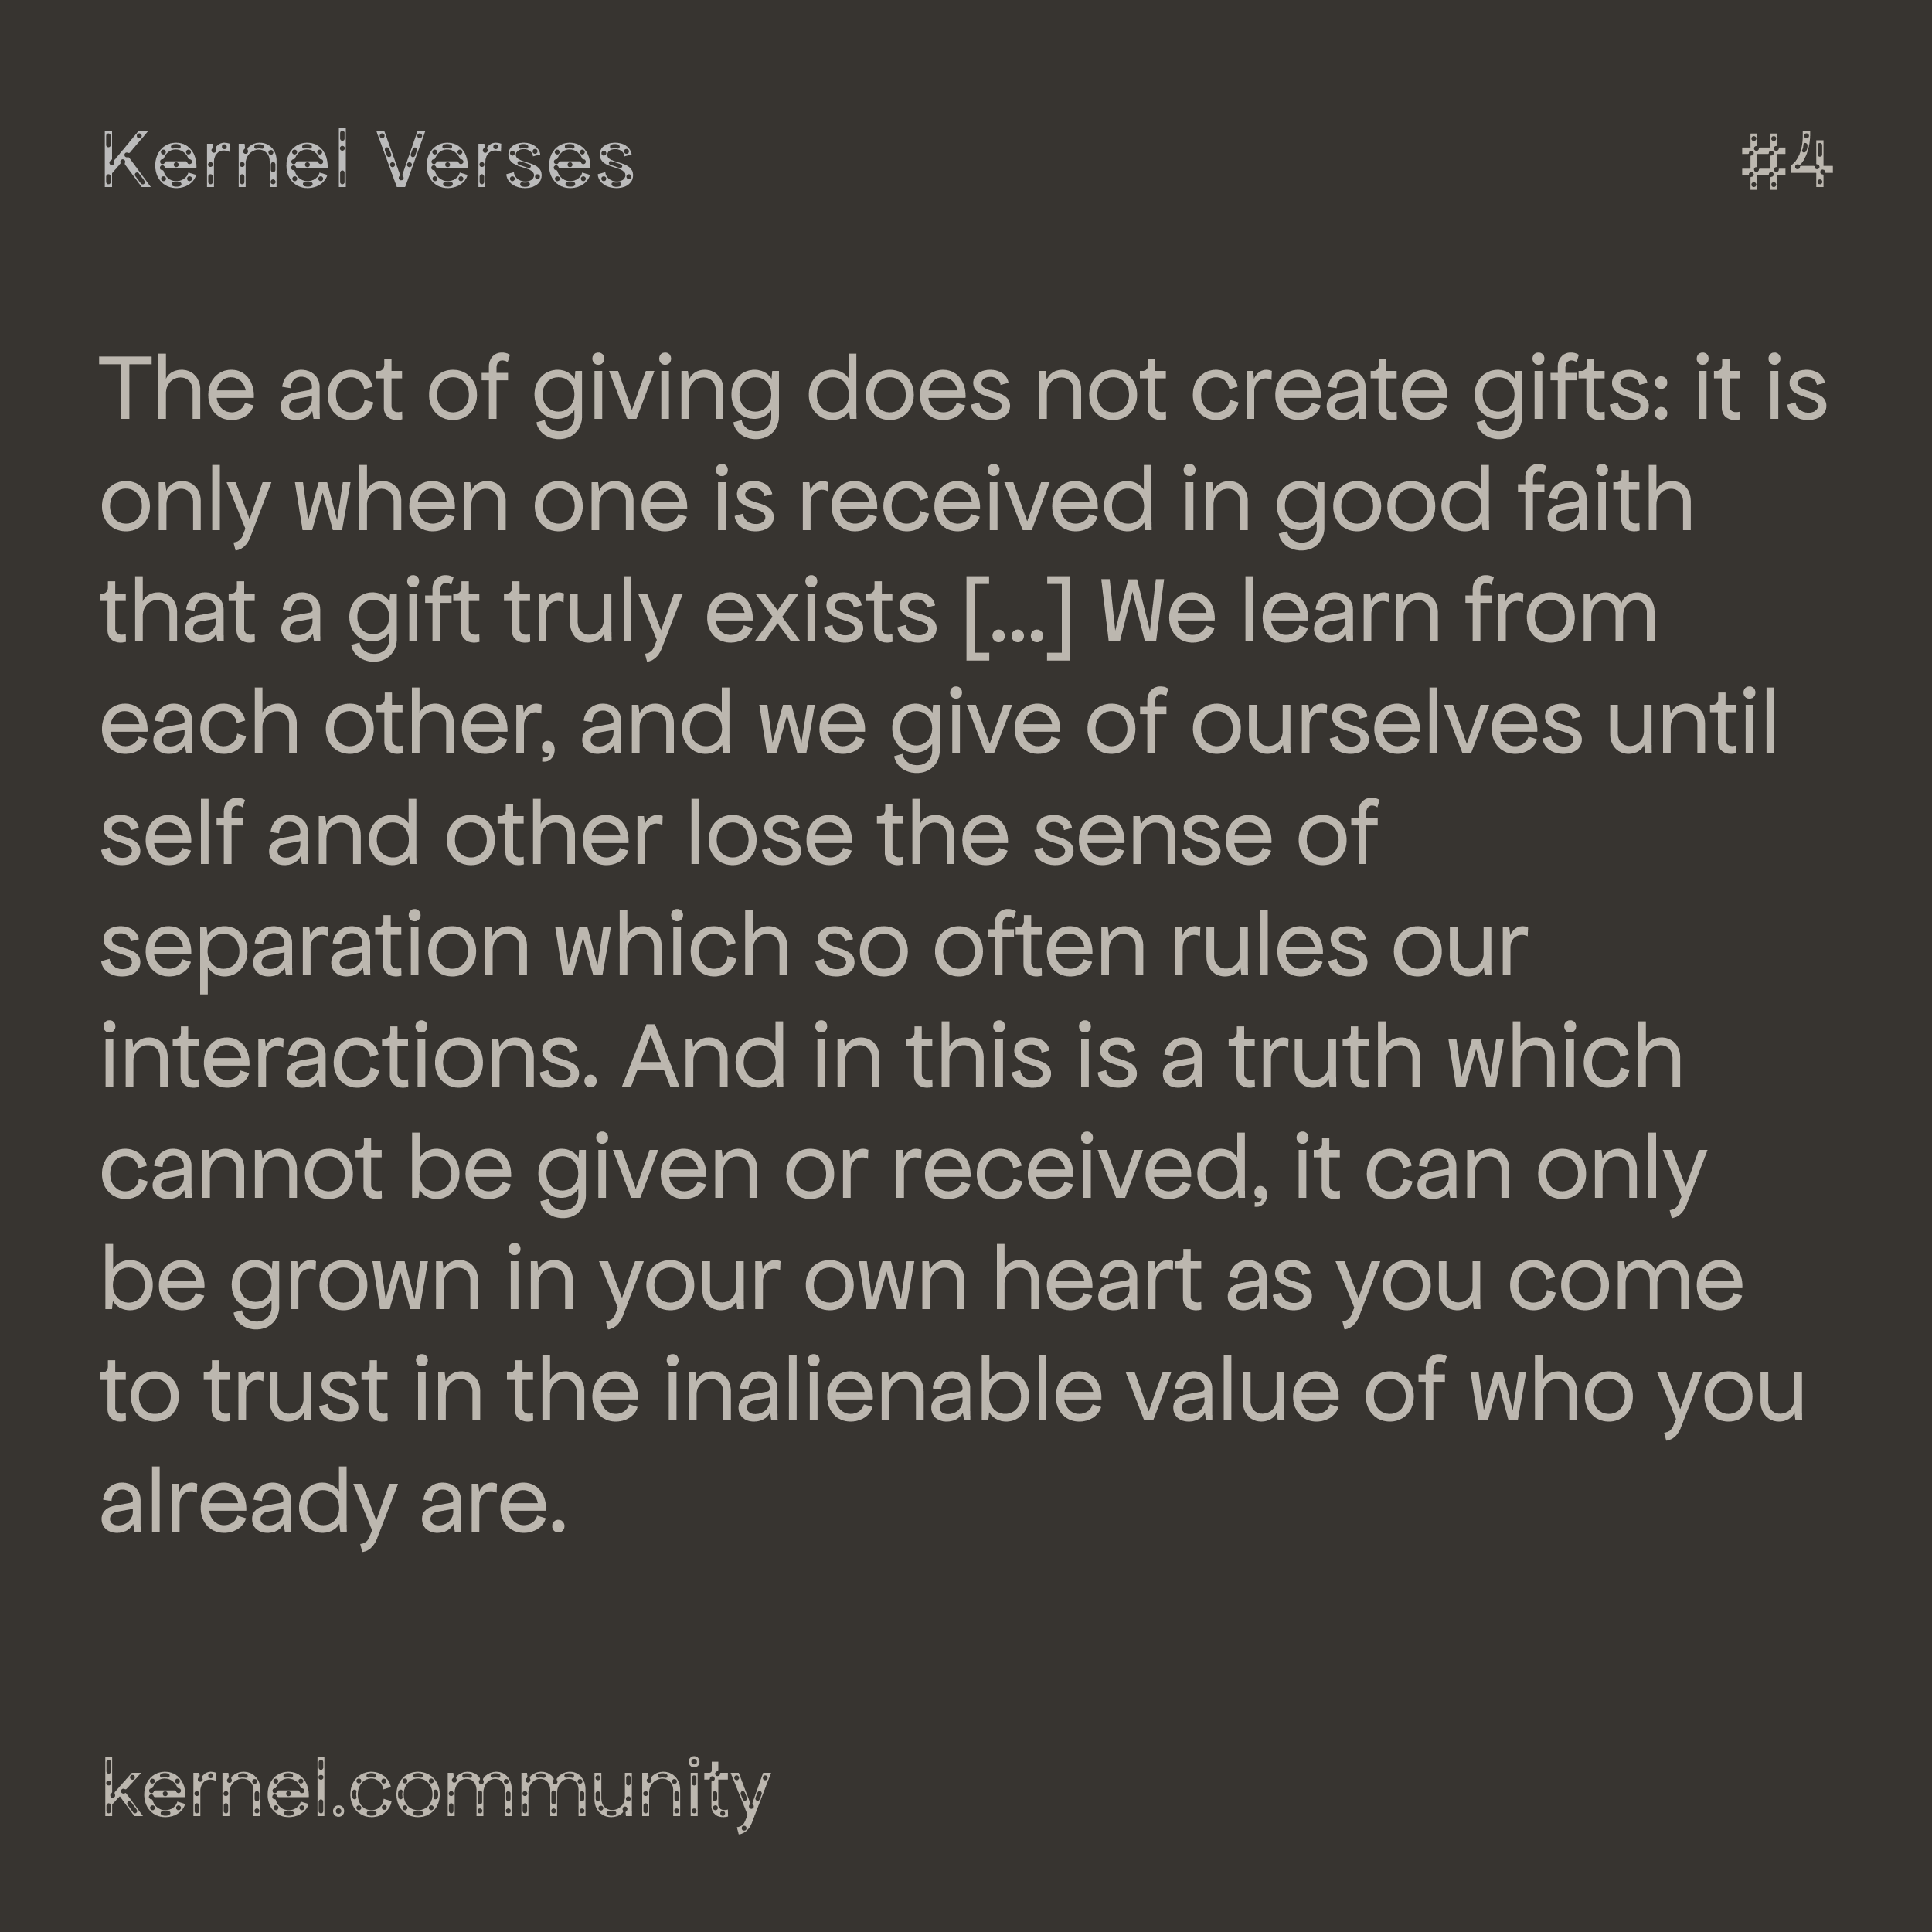 Kernel Verses #4
The act of giving does not create gifts: it is
only when one is received in good faith
that a gift truly exists [...] We learn from
each other, and we give of ourselves until
self and other lose the sense of
separation which so often rules our
interactions. And in this is a truth which
cannot be given or received, it can only
be grown in your own heart as you come
to trust in the inalienable value of who you
already are.
kernel.community